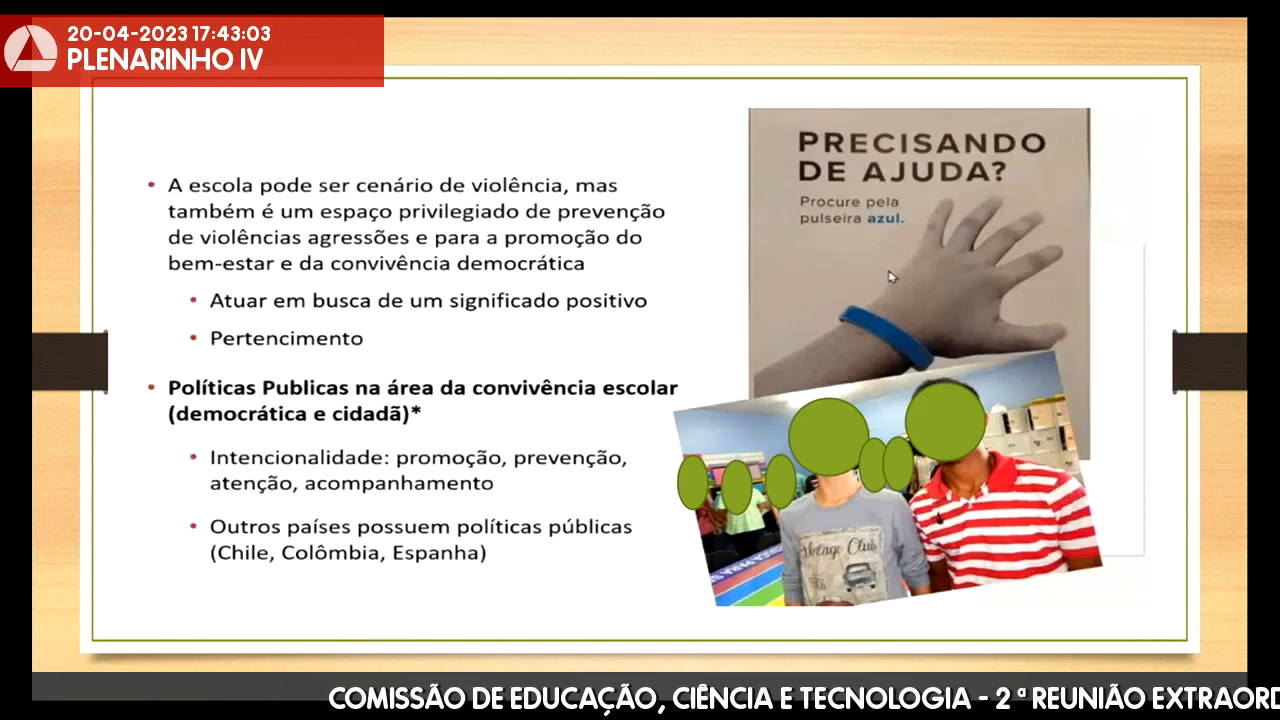 20-04-2023 17:43:03
PLENARINHO IV
• A escola pode ser cenário de violência, mas
também é um espaço privilegiado de prevenção
de violências agressões e para a promoção do
bem-estar e da convivência democrática
• Atuar em busca de um significado positivo
• Pertencimento
• Políticas Publicas na área da convivência escolar
(democrática e cidadã)*
• Intencionalidade: promoção, prevenção,
atenção, acompanhamento
• Outros países possuem políticas públicas
(Chile, Colômbia, Espanha)
PRECISANDO
DE AJUDA?
Procure pela
pulseira azul.
Vintage Club
COMISSÃO DE EDUCAÇÃO, CIÊNCIA E TECNOLOGIA - 2 ª REUNIÃO EXTRAORD